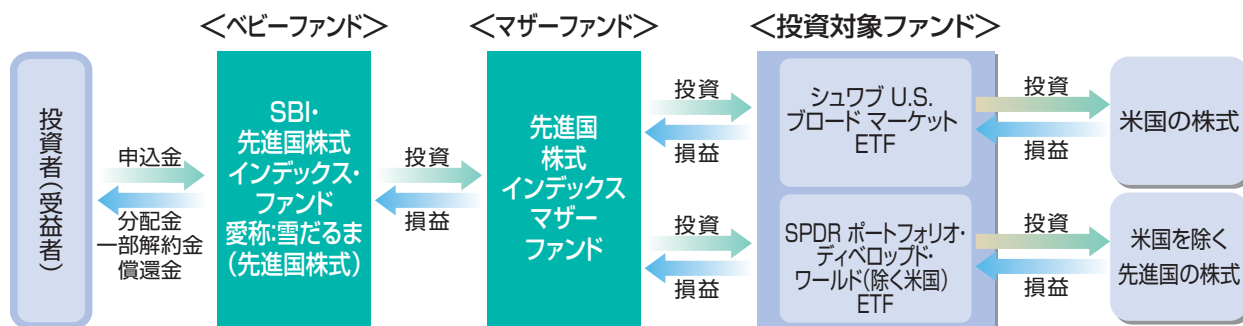 <ベビーファンド>
<マザーファンド>
<投資対象ファンド>
投資者(受益者)
申込金
分配金
一部解約金
償還金
SBI・
先進国株式
インデックス・
ファンド
愛称:雪だるま
(先進国株式)
投資
損益
先進国
株式
インデックス
マザー
ファンド
投資
損益
投資
損益
シュワブ U.S.
ブロード マーケット
ETF
SPDR ポートフォリオ・
ディベロップド・
ワールド(除く米国)
ETF
投資
損益
投資
損益
米国の株式
米国を除く
先進国の株式